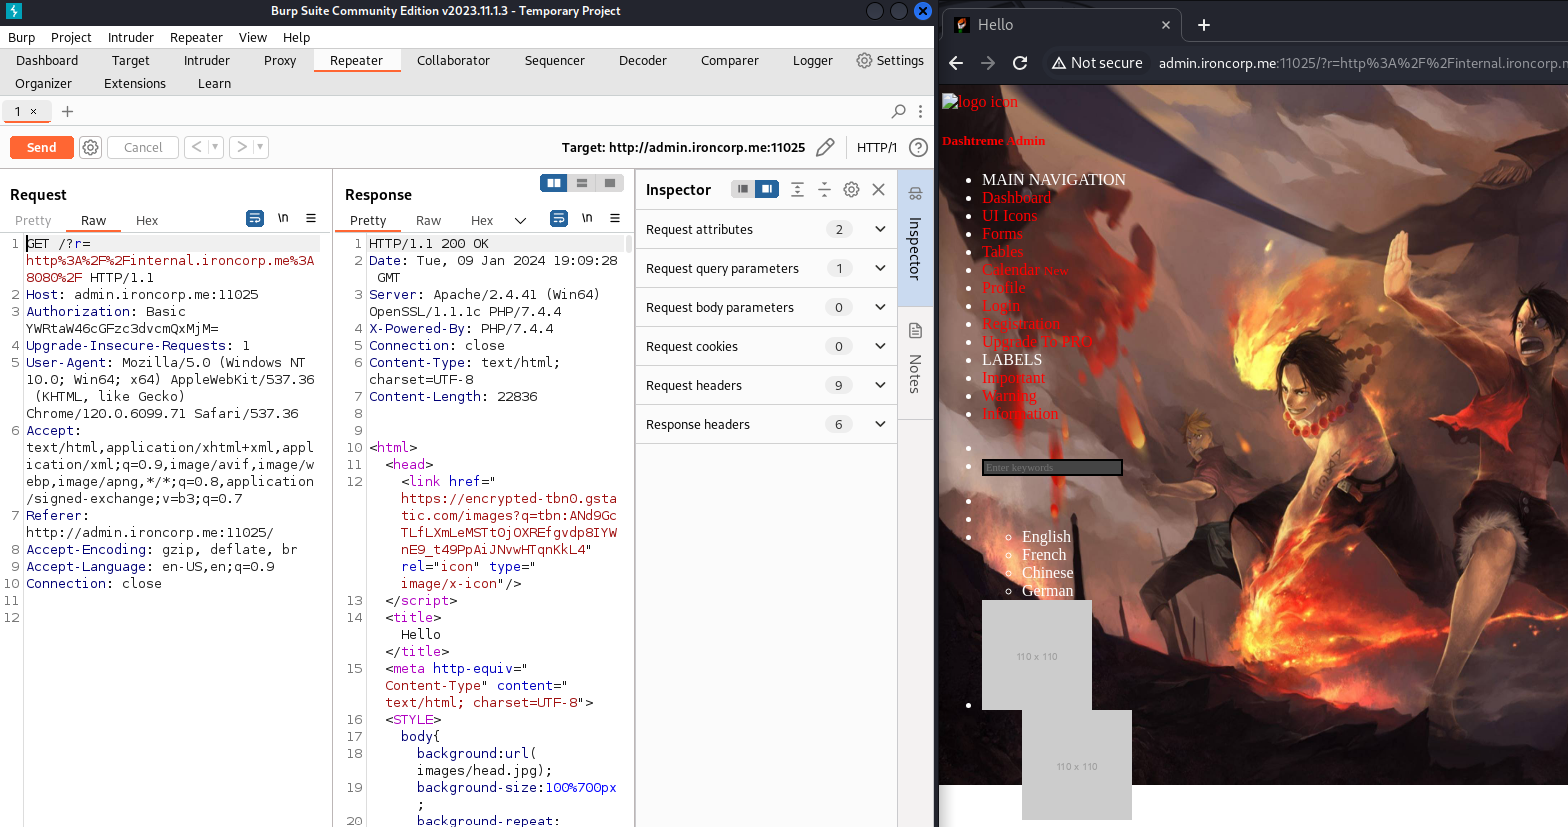 Burp Suite Community Edition v2023.11.1.3 - Temporary Project
Burp Project Intruder Repeater View Help
Dashboard Target Intruder Proxy Repeater Collaborator Sequencer Decoder Comparer Logger Settings
Organizer Extensions Learn
1 ×
Send Cancel < >
Target: http://admin.ironcorp.me:11025 HTTP/1
Request
Pretty Raw Hex \n
1 GET /?r=
http%3A%2F%2Finternal.ironcorp.me%3A
8080%2F HTTP/1.1
2 Host: admin.ironcorp.me:11025
3 Authorization: Basic
YWRtaW46cGFzc3dvcmQxMjM=
4 Upgrade-Insecure-Requests: 1
5 User-Agent: Mozilla/5.0 (Windows NT
10.0; Win64; x64) AppleWebKit/537.36
(KHTML, like Gecko)
Chrome/120.0.6099.71 Safari/537.36
6 Accept:
text/html,application/xhtml+xml,appl
ication/xml;q=0.9,image/avif,image/w
ebp,image/apng,*/*;q=0.8,application
/signed-exchange;v=b3;q=0.7
7 Referer:
http://admin.ironcorp.me:11025/
8 Accept-Encoding: gzip, deflate, br
9 Accept-Language: en-US,en;q=0.9
10 Connection: close
11
12
Response
Pretty Raw Hex \n
1 HTTP/1.1 200 OK
2 Date: Tue, 09 Jan 2024 19:09:28
GMT
3 Server: Apache/2.4.41 (Win64)
OpenSSL/1.1.1c PHP/7.4.4
4 X-Powered-By: PHP/7.4.4
5 Connection: close
6 Content-Type: text/html;
charset=UTF-8
7 Content-Length: 22836
8
9
10 <html>
11 <head>
12 <link href="
https://encrypted-tbn0.gsta
tic.com/images?q=tbn:ANd9Gc
TLfLXmLeMSTt0jOXREfgvdp8IYW
nE9_t49PpAiJNvwHTqnKkL4"
rel="icon" type="
image/x-icon"/>
13 </script>
14 <title>
Hello
</title>
15 <meta http-equiv="
Content-Type" content="
text/html; charset=UTF-8">
16 <STYLE>
17 body{
18 background:url(
images/head.jpg);
19 background-size:100%700px
;
20 background-repeat:
Inspector
Request attributes 2
Request query parameters 1
Request body parameters 0
Request cookies 0
Request headers 9
Response headers 6
Inspector
Notes
Hello ×
Not secure admin.ironcorp.me:11025/?r=http%3A%2F%2Finternal.ironcorp.m
logo icon
Dashtreme Admin
MAIN NAVIGATION
Dashboard
UI Icons
Forms
Tables
Calendar New
Profile
Login
Registration
Upgrade To PRO
LABELS
Important
Warning
Information
Enter keywords
English
French
Chinese
German
110 x 110
110 x 110